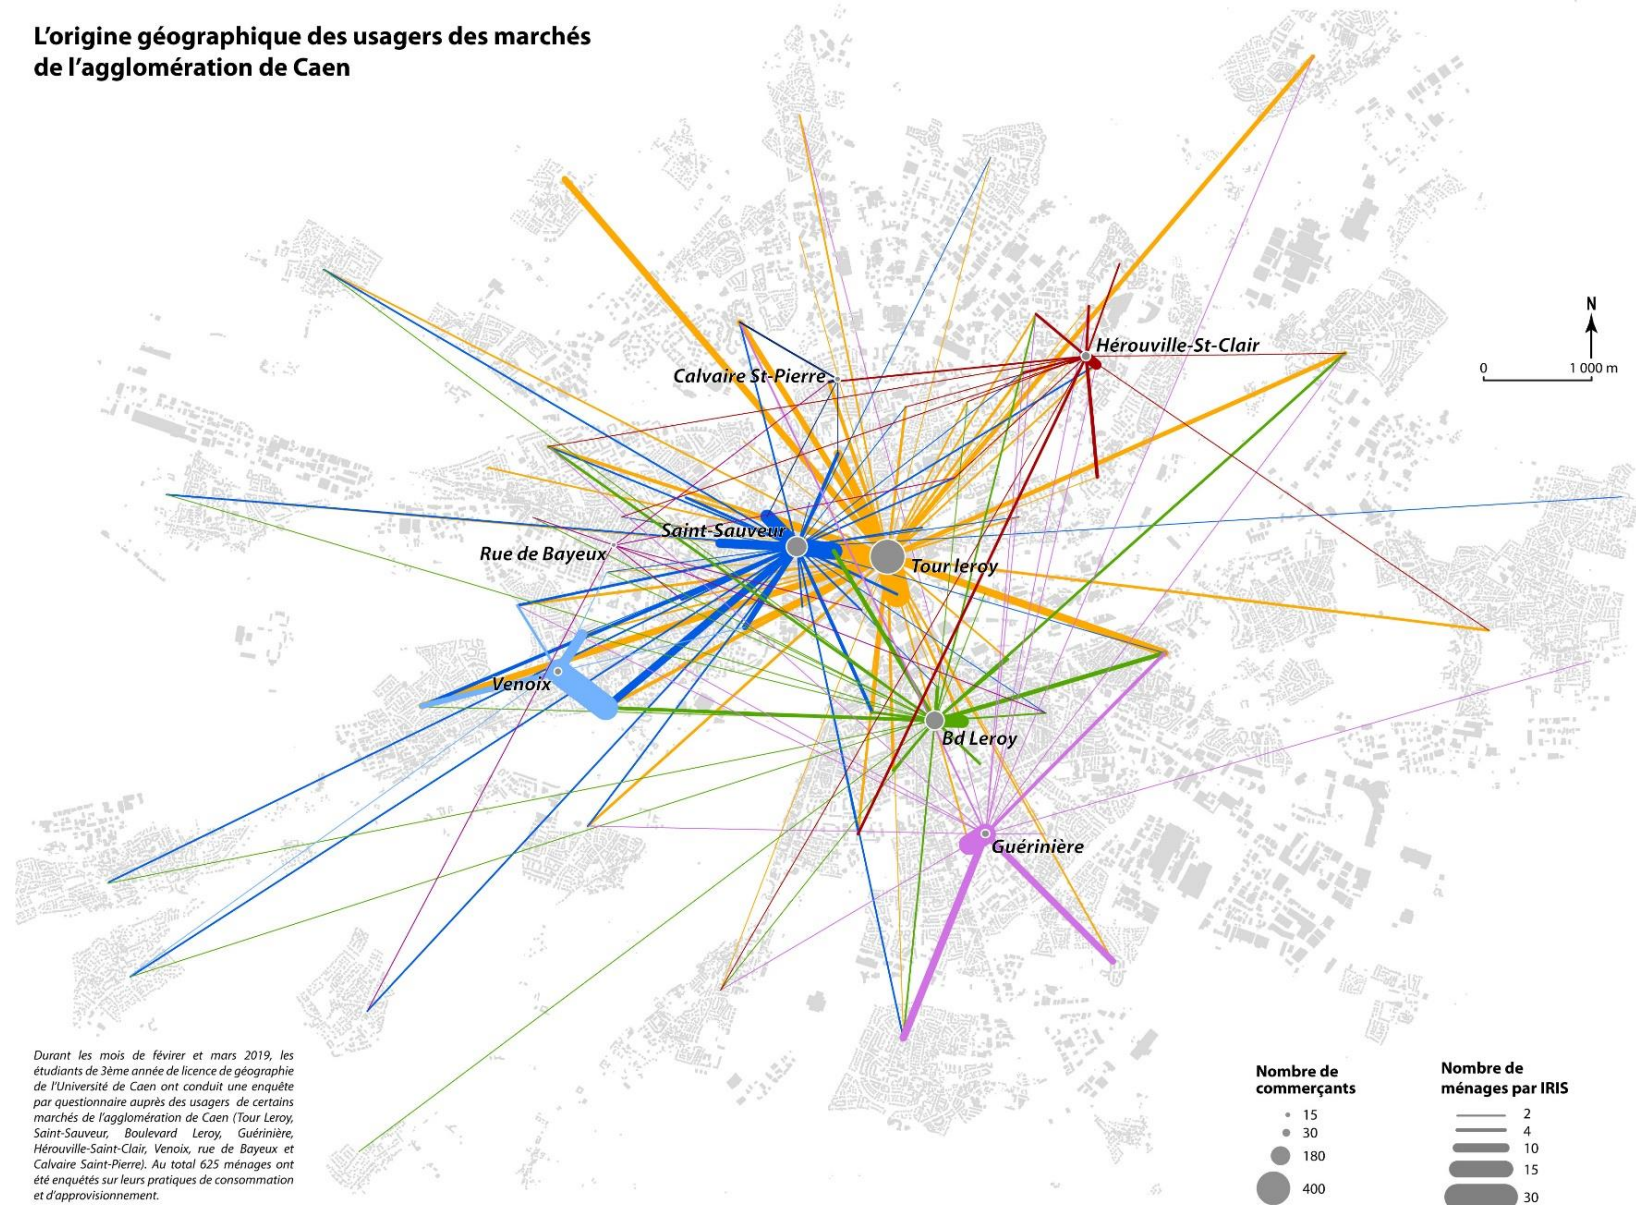 L’origine géographique des usagers des marchés
de l’agglomération de Caen
N
0 1 000 m
Hérouville-St-Clair
Calvaire St-Pierre
Saint-Sauveur
Rue de Bayeux
Tour leroy
Venoix
Bd Leroy
Guérinière
Durant les mois de févirer et mars 2019, les
étudiants de 3ème année de licence de géographie
de l’Université de Caen ont conduit une enquête
par questionnaire auprès des usagers de certains
marchés de l’agglomération de Caen (Tour Leroy,
Saint-Sauveur, Boulevard Leroy, Guérinière,
Hérouville-Saint-Clair, Venoix, rue de Bayeux et
Calvaire Saint-Pierre). Au total 625 ménages ont
été enquêtés sur leurs pratiques de consommation
et d’approvisionnement.
Nombre de
commerçants
15
30
180
400
Nombre de
ménages par IRIS
2
4
10
15
30